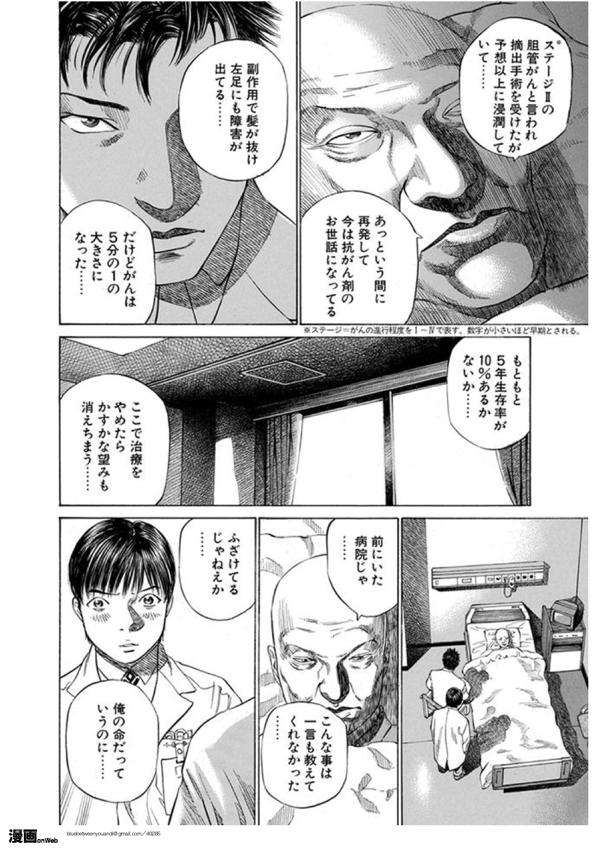 ステージⅡの
胆管がんと言われ
摘出手術を受けたが
予想以上に浸潤して
いて……
あっという間に
再発して
今は抗がん剤の
お世話になってる
副作用で髪が抜け
左足にも障害が
出てる……
だけどがんは
5分の1の
大きさに
なった……
※ステージ=がんの進行程度をⅠ~Ⅳで表す。数字が小さいほど早期とされる。
もともと
5年生存率が
10%あるか
ないか……
ここで治療を
やめたら
かすかな望みも
消えちまう……
前にいた
病院じゃ
……
こんな事は
一言も教えて
くれなかった
……
ふざけてる
じゃねえか
俺の命だって
いうのに……
漫画 on Web
bluebetweenyouandi@gmail.com/40285